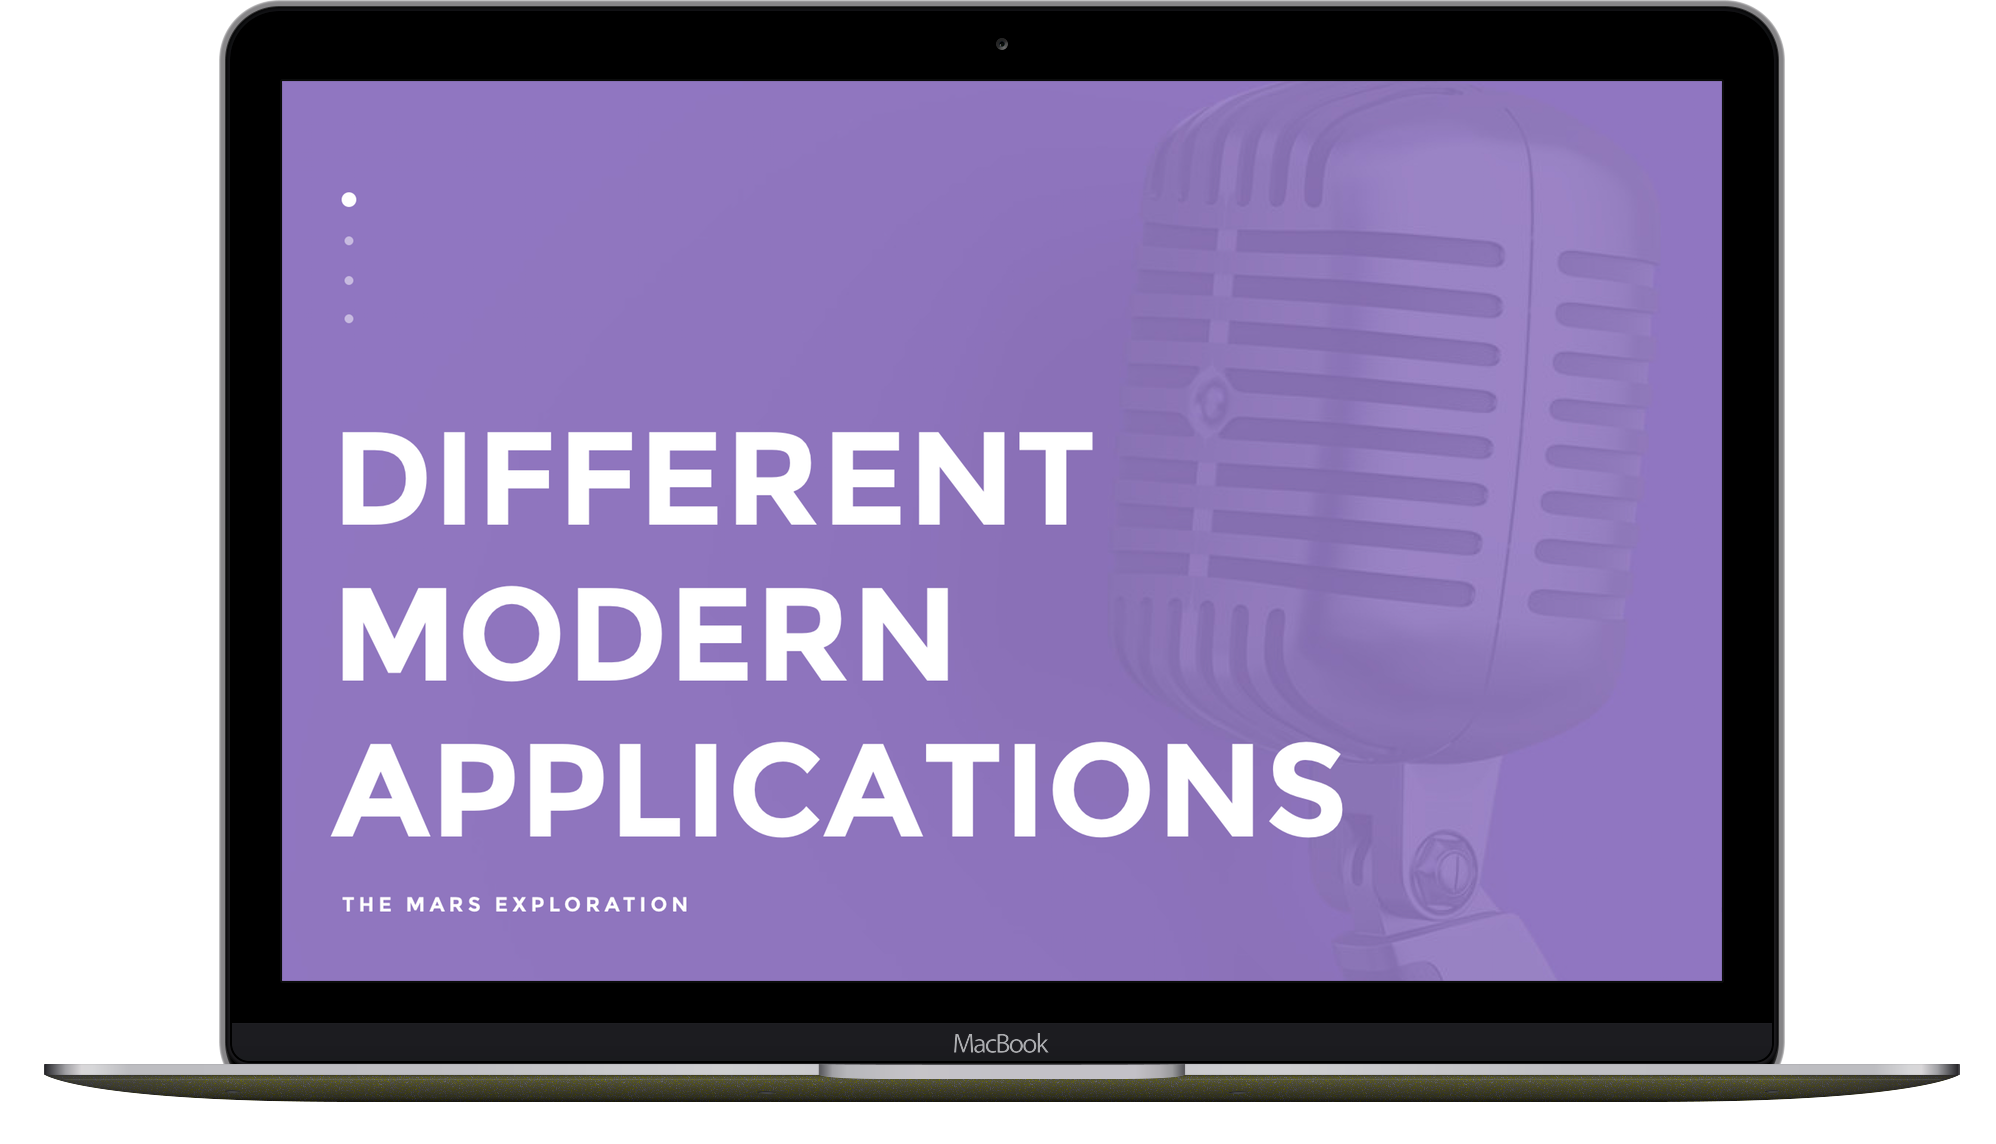 DIFFERENT
MODERN
APPLICATIONS
THE MARS EXPLORATION
MacBook